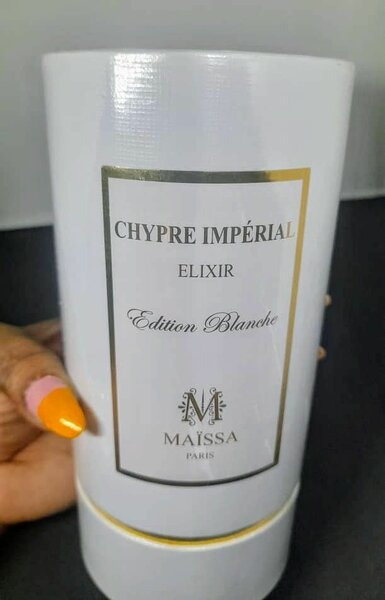 CHYPRE IMPÉRIAL
ELIXIR
Edition Blanche
M
MAÏSSA
PARIS